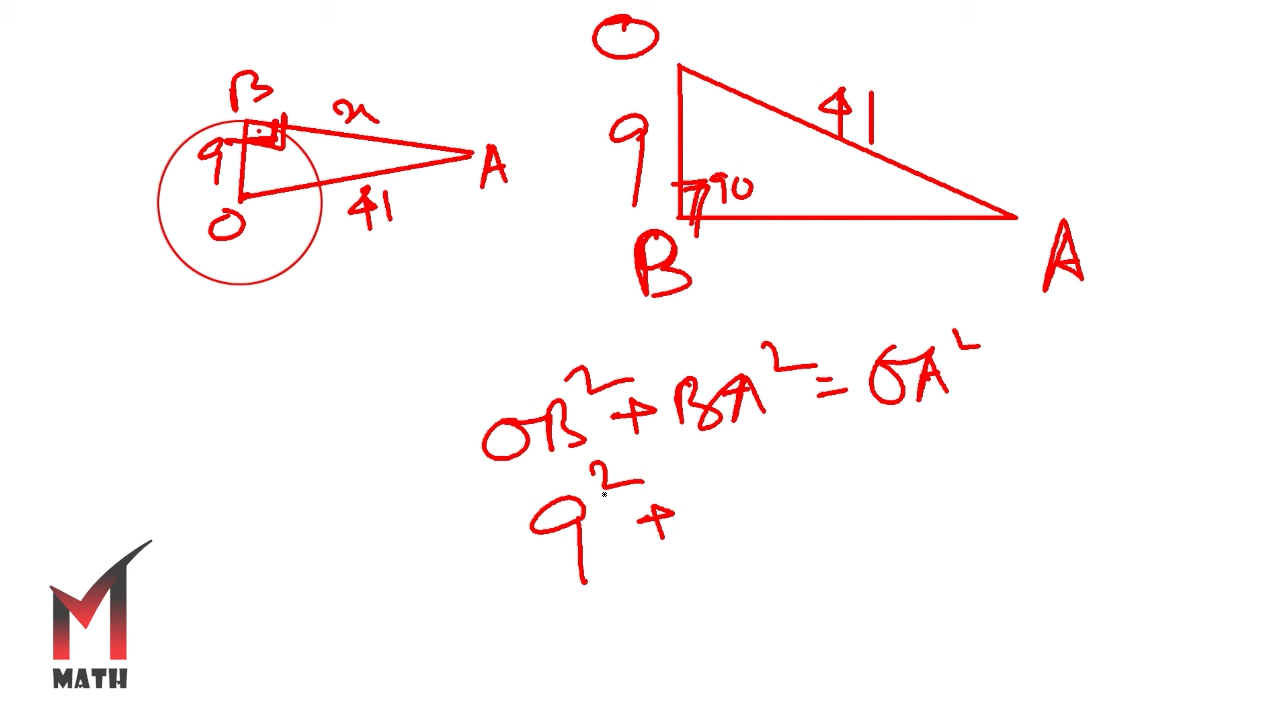 B
x
9
A
O
41
O
41
9
90
B
A
OB² + BA² = OA²
9² +
MATH